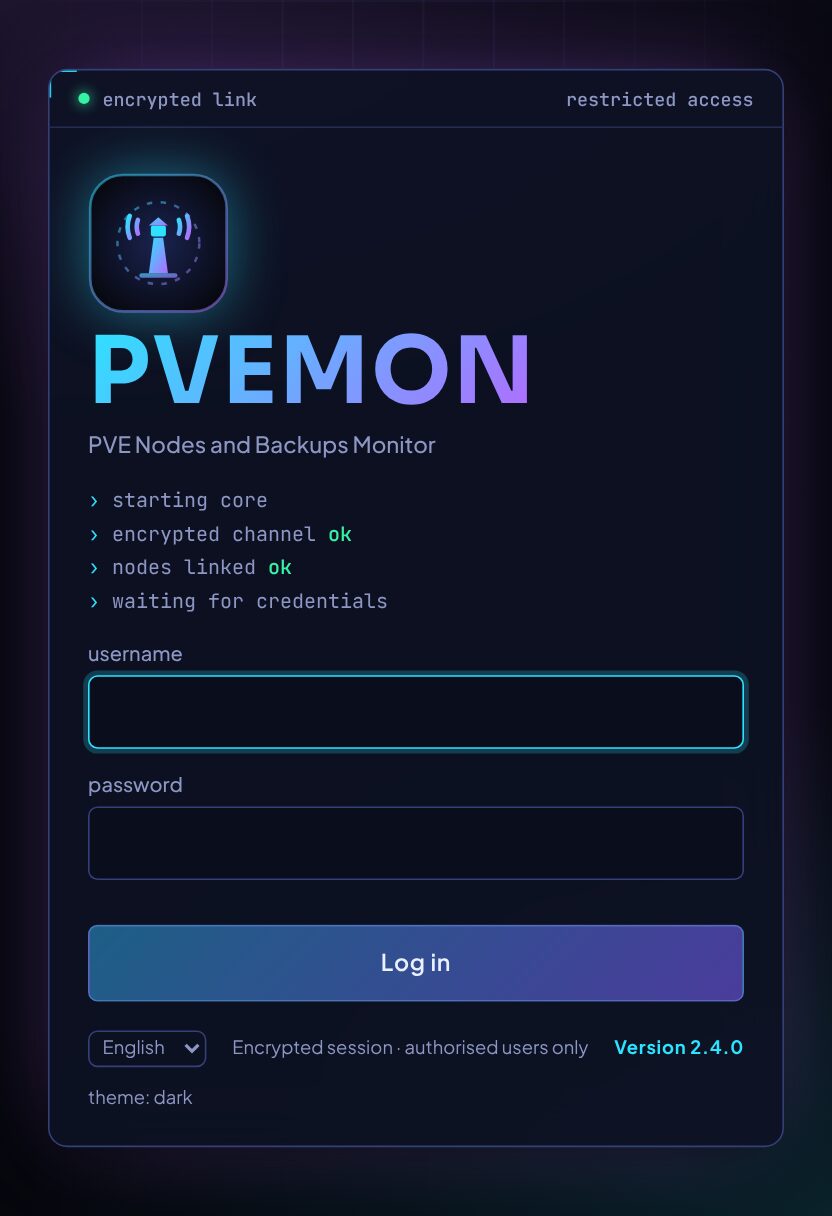 encrypted link restricted access
PVEMON
PVE Nodes and Backups Monitor
› starting core
› encrypted channel ok
› nodes linked ok
› waiting for credentials
username
password
Log in
English Encrypted session · authorised users only Version 2.4.0
theme: dark